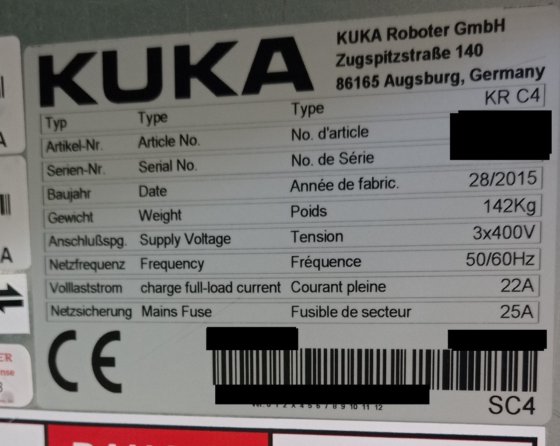 KUKA
KUKA Roboter GmbH
Zugspitzstraße 140
86165 Augsburg, Germany
Typ Type Type KR C4
Artikel-Nr. Article No. No. d'article
Serien-Nr. Serial No. No. de Série
Baujahr Date Année de fabric. 28/2015
Gewicht Weight Poids 142Kg
Anschlußspg. Supply Voltage Tension 3x400V
Netzfrequenz Frequency Fréquence 50/60Hz
Volllaststrom charge full-load current Courant pleine 22A
Netzsicherung Mains Fuse Fusible de secteur 25A
CE
SC4